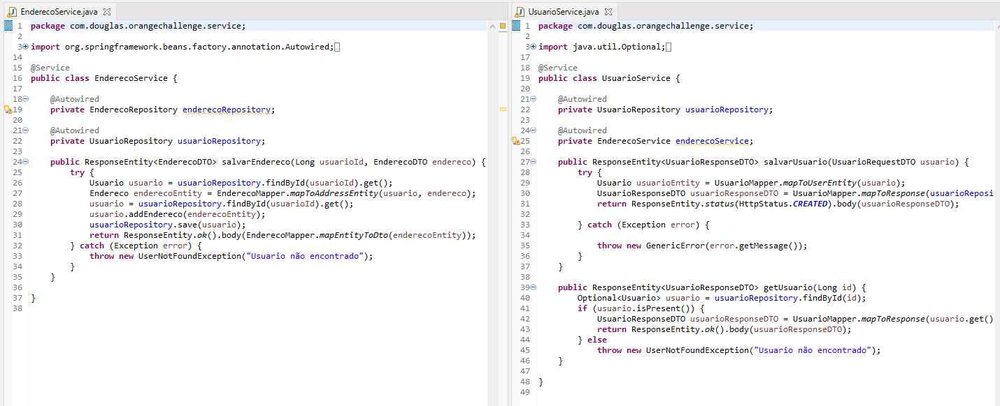 EnderecoService.java
1 package com.douglas.orangechallenge.service;
2
3 import org.springframework.beans.factory.annotation.Autowired;
14
15 @Service
16 public class EnderecoService {
17
18 @Autowired
19 private EnderecoRepository enderecoRepository;
20
21 @Autowired
22 private UsuarioRepository usuarioRepository;
23
24 public ResponseEntity<EnderecoDTO> salvarEndereco(Long usuarioId, EnderecoDTO endereco) {
25 try {
26 Usuario usuario = usuarioRepository.findById(usuarioId).get();
27 Endereco enderecoEntity = EnderecoMapper.mapToAddressEntity(usuario, endereco);
28 usuario = usuarioRepository.findById(usuarioId).get();
29 usuario.addEndereco(enderecoEntity);
30 usuarioRepository.save(usuario);
31 return ResponseEntity.ok().body(EnderecoMapper.mapEntityToDto(enderecoEntity));
32 } catch (Exception error) {
33 throw new UserNotFoundException("Usuario não encontrado");
34 }
35 }
36
37 }
38
UsuarioService.java
1 package com.douglas.orangechallenge.service;
2
3 import java.util.Optional;
17
18 @Service
19 public class UsuarioService {
20
21 @Autowired
22 private UsuarioRepository usuarioRepository;
23
24 @Autowired
25 private EnderecoService enderecoService;
26
27 public ResponseEntity<UsuarioResponseDTO> salvarUsuario(UsuarioRequestDTO usuario) {
28 try {
29 Usuario usuarioEntity = UsuarioMapper.mapToUserEntity(usuario);
30 UsuarioResponseDTO usuarioResponseDTO = UsuarioMapper.mapToResponse(usuarioReposi
31 return ResponseEntity.status(HttpStatus.CREATED).body(usuarioResponseDTO);
32
33 } catch (Exception error) {
34
35 throw new GenericError(error.getMessage());
36 }
37 }
38
39 public ResponseEntity<UsuarioResponseDTO> getUsuario(Long id) {
40 Optional<Usuario> usuario = usuarioRepository.findById(id);
41 if (usuario.isPresent()) {
42 UsuarioResponseDTO usuarioResponseDTO = UsuarioMapper.mapToResponse(usuario.get()
43 return ResponseEntity.ok().body(usuarioResponseDTO);
44 } else
45 throw new UserNotFoundException("Usuario não encontrado");
46 }
47
48 }
49